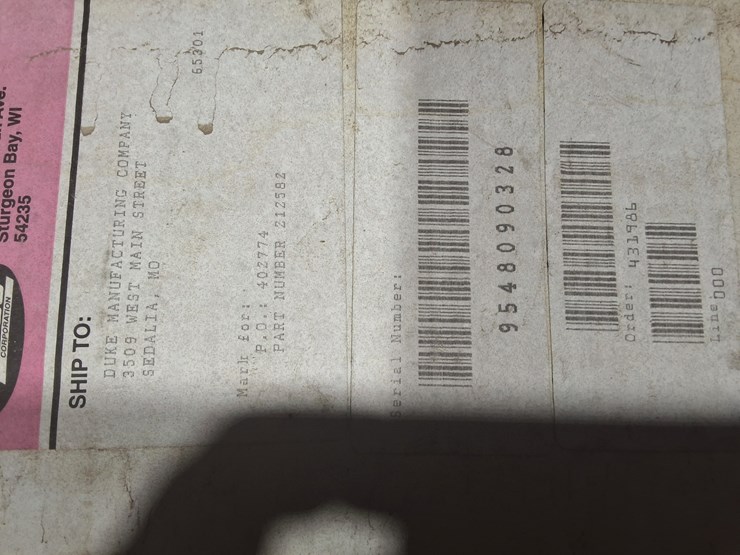 Sturgeon Bay, WI
54235
CORPORATION
SHIP TO:
DUKE MANUFACTURING COMPANY
3509 WEST MAIN STREET
SEDALIA, MO 65301
Mark for:
P.O.: 402774
PART NUMBER 212582
Serial Number:
9548090328
Order: 431986
Line: 000